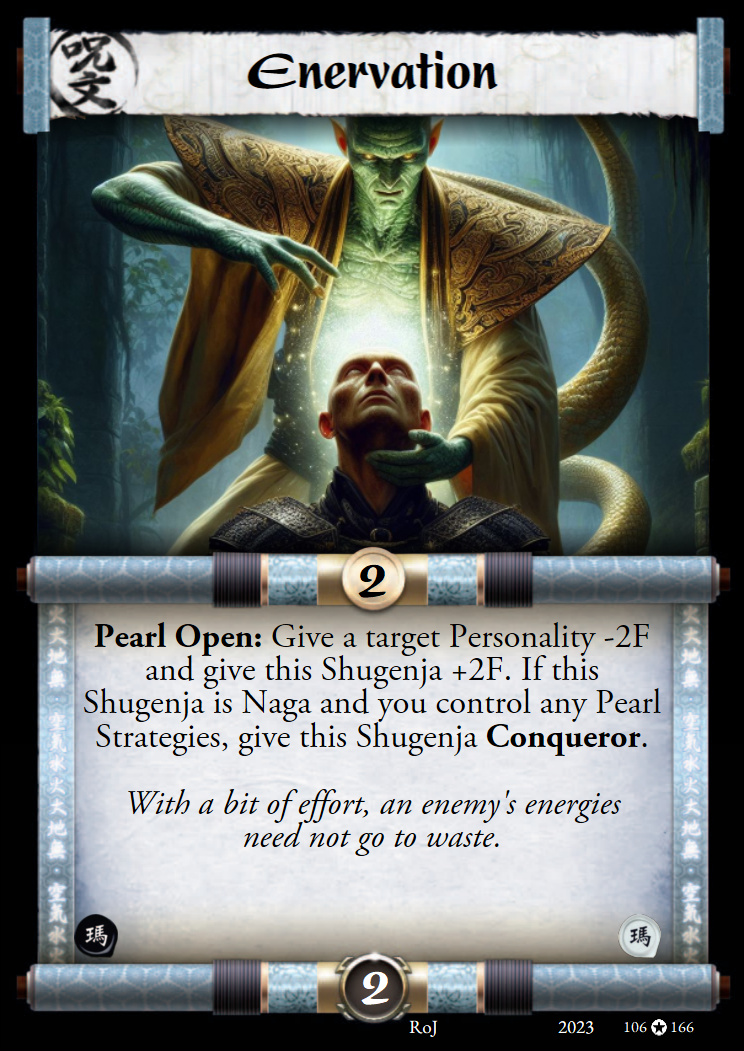 呪文
Enervation
2
Pearl Open: Give a target Personality -2F
and give this Shugenja +2F. If this
Shugenja is Naga and you control any Pearl
Strategies, give this Shugenja Conqueror.
With a bit of effort, an enemy's energies
need not go to waste.
瑪
瑪
2
RoJ
2023
106 166